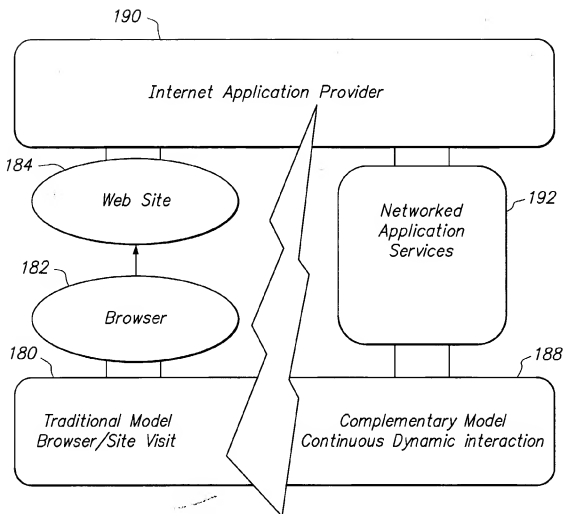 190
Internet Application Provider
184
Web Site
192
Networked
Application
Services
182
Browser
180
188
Traditional Model
Browser/Site Visit
Complementary Model
Continuous Dynamic interaction